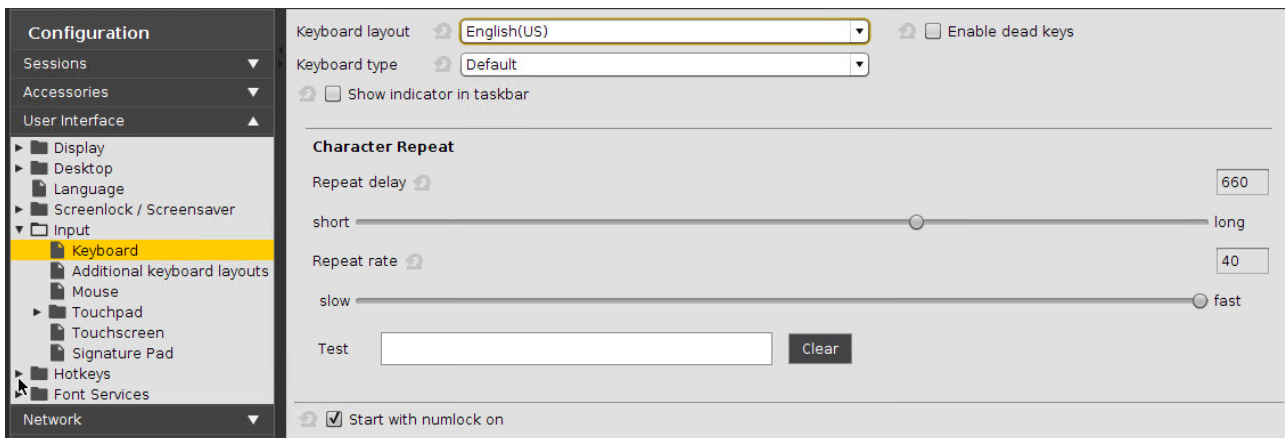 Configuration
Sessions
Accessories
User Interface
Display
Desktop
Language
Screenlock / Screensaver
Input
Keyboard
Additional keyboard layouts
Mouse
Touchpad
Touchscreen
Signature Pad
Hotkeys
Font Services
Network
Keyboard layout English(US) Enable dead keys
Keyboard type Default
Show indicator in taskbar
Character Repeat
Repeat delay 660
short long
Repeat rate 40
slow fast
Test Clear
Start with numlock on